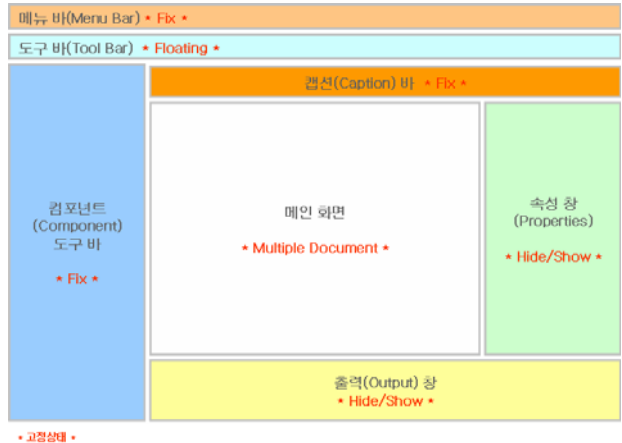 메뉴 바(Menu Bar) * Fix *
도구 바(Tool Bar) * Floating *
캡션(Caption) 바 * Fix *
컴포넌트
(Component)
도구 바
* Fix *
메인 화면
* Multiple Document *
속성 창
(Properties)
* Hide/Show *
출력(Output) 창
* Hide/Show *
* 고정상태 *